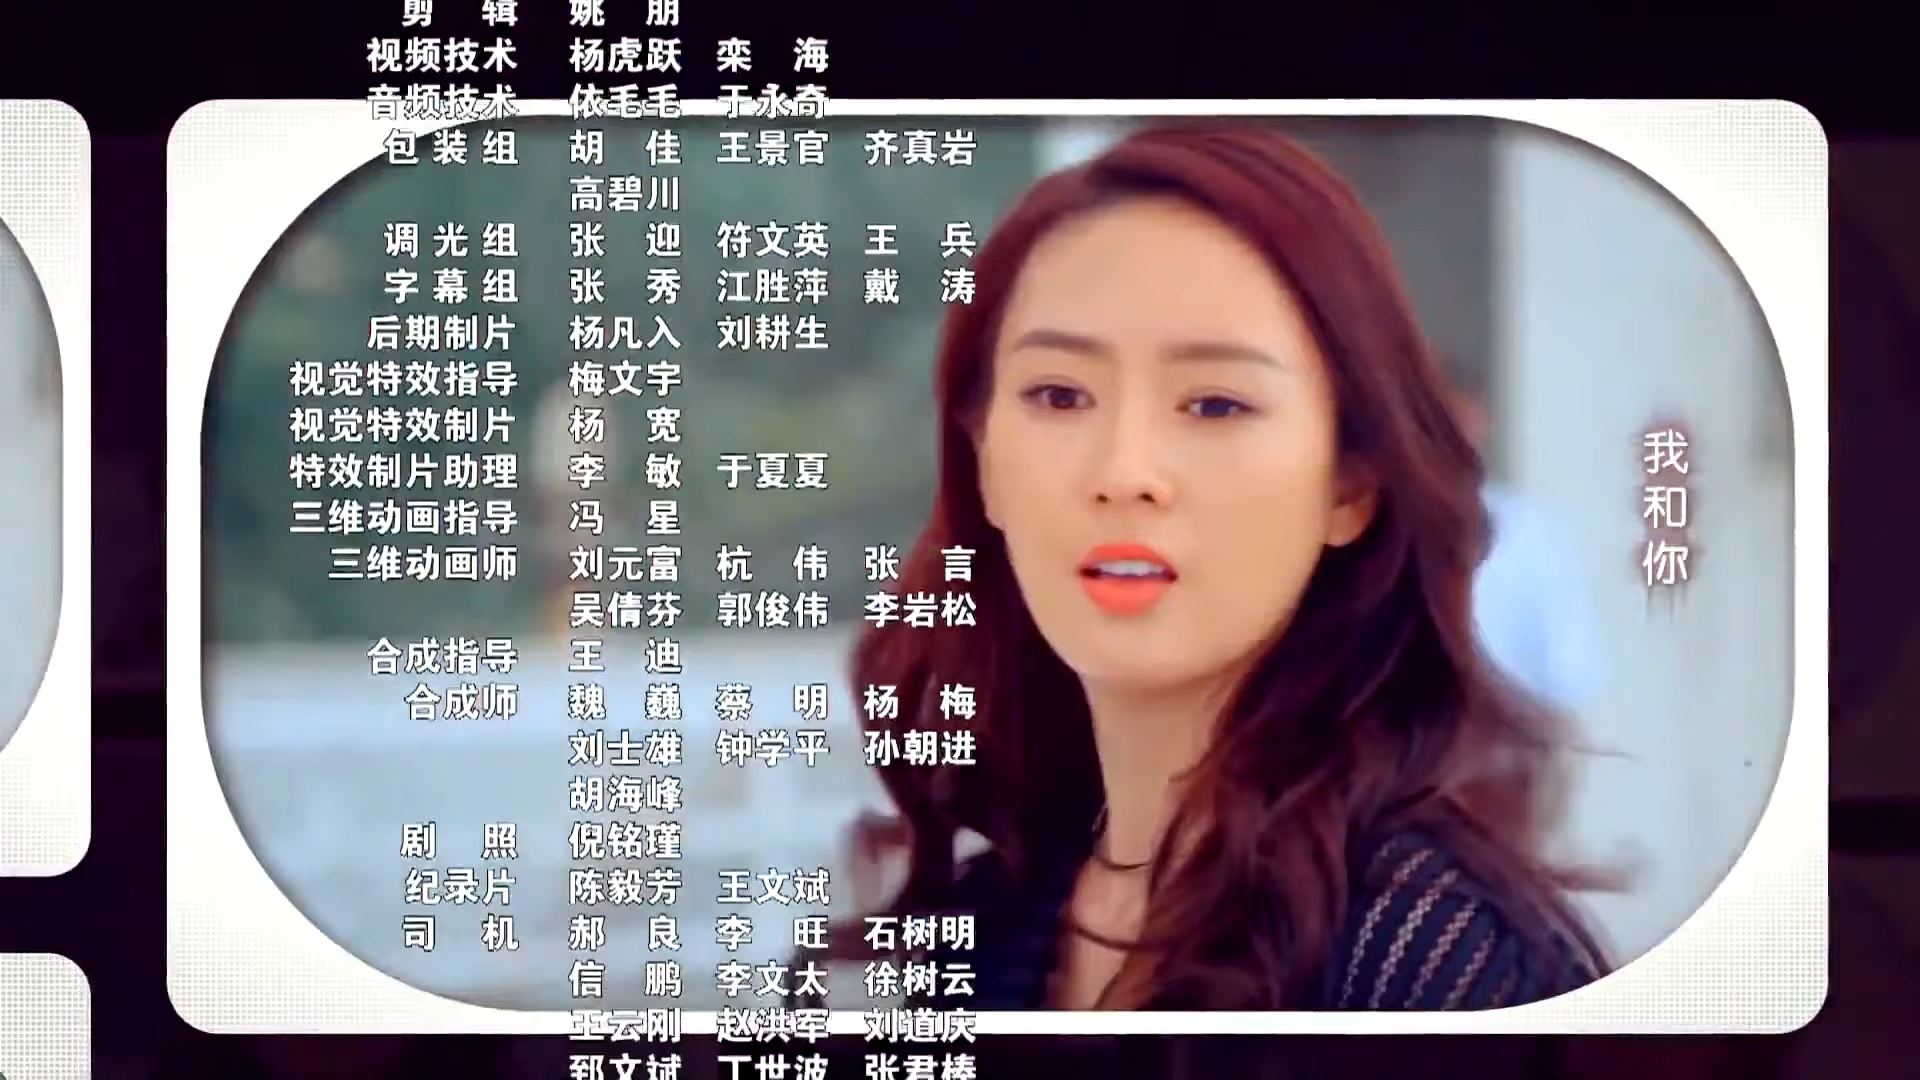 剪辑 姚朋
视频技术 杨虎跃 栾海
音频技术 依毛毛 于永奇
包装组 胡佳 王景官 齐真岩
高碧川
调光组 张迎 符文英 王兵
字幕组 张秀 江胜萍 戴涛
后期制片 杨凡入 刘耕生
视觉特效指导 梅文宇
视觉特效制片 杨宽
特效制片助理 李敏 于夏夏
三维动画指导 冯星
三维动画师 刘元富 杭伟 张言
吴倩芬 郭俊伟 李岩松
合成指导 王迪
合成师 魏巍 蔡明 杨梅
刘士雄 钟学平 孙朝进
胡海峰
剧照 倪铭瑾
纪录片 陈毅芳 王文斌
司机 郝良 李旺 石树明
信鹏 李文太 徐树云
王云刚 赵洪军 刘道庆
郅文斌 丁世波 张君棒
我和你